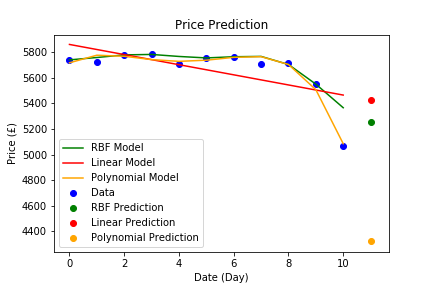 Price Prediction
Price (£)
5800
5600
5400
5200
5000
4800
4600
4400
RBF Model
Linear Model
Polynomial Model
Data
RBF Prediction
Linear Prediction
Polynomial Prediction
0 2 4 6 8 10
Date (Day)